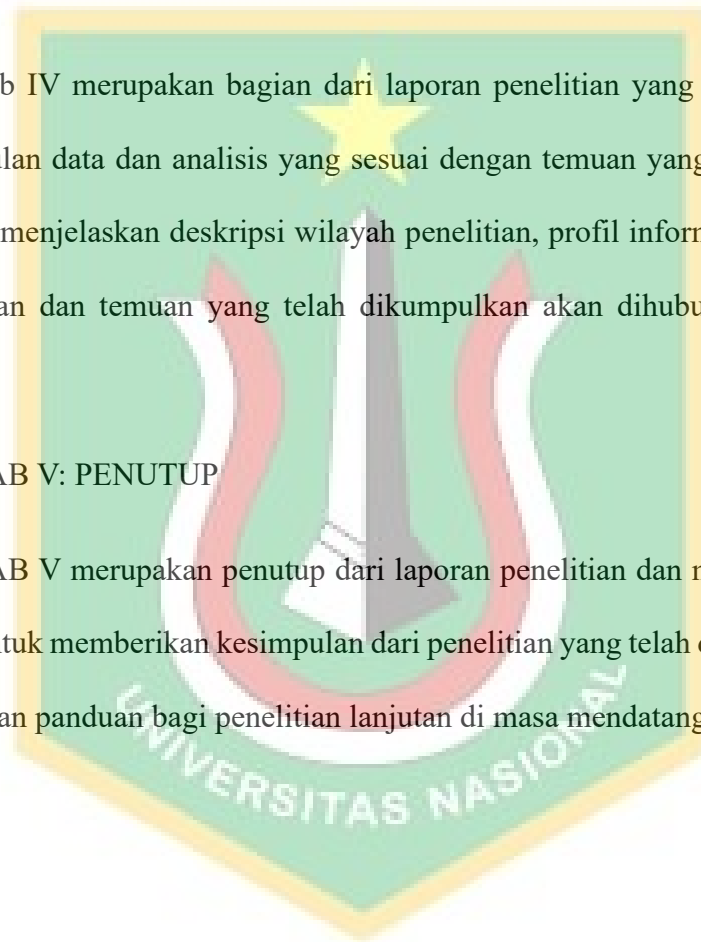 b IV merupakan bagian dari laporan penelitian yang
lan data dan analisis yang sesuai dengan temuan yang
menjelaskan deskripsi wilayah penelitian, profil inform
an dan temuan yang telah dikumpulkan akan dihubu
AB V: PENUTUP
AB V merupakan penutup dari laporan penelitian dan m
tuk memberikan kesimpulan dari penelitian yang telah
an panduan bagi penelitian lanjutan di masa mendatang
UNIVERSITAS NASIONAL